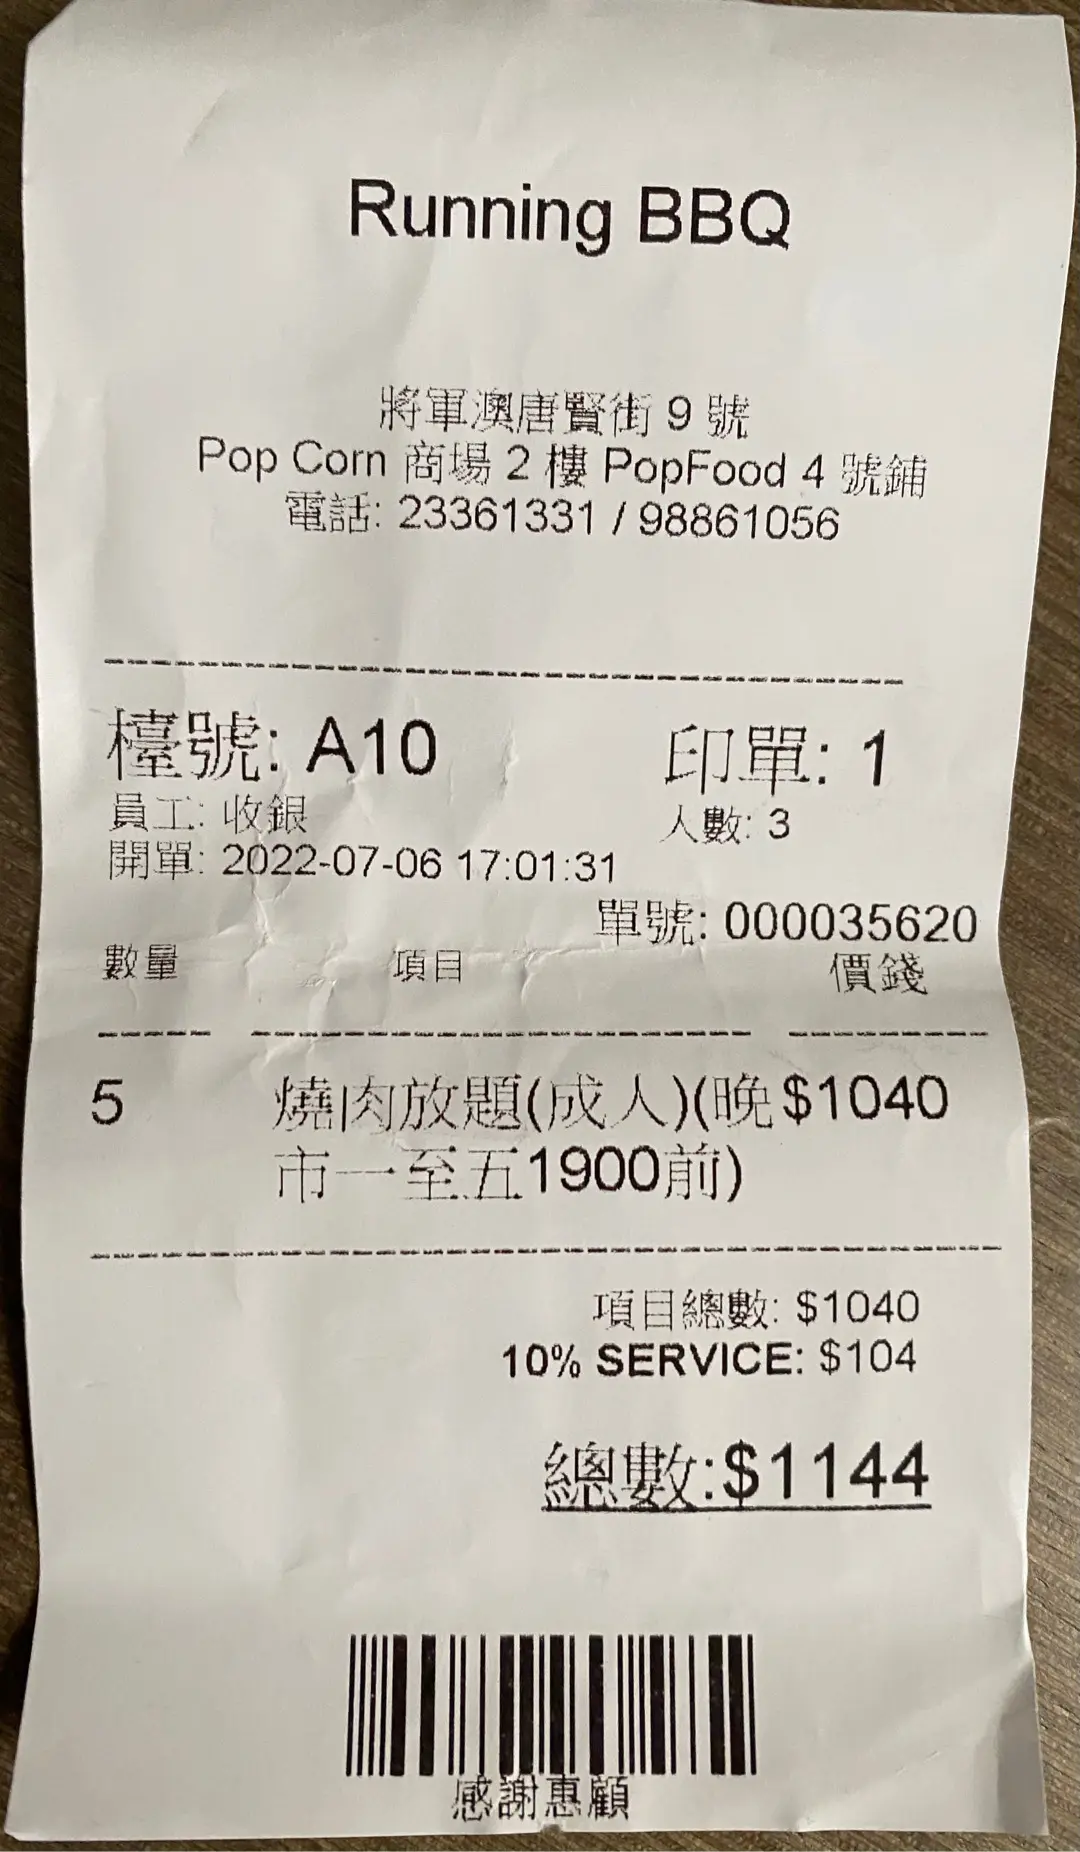 Running BBQ
將軍澳唐賢街 9 號
Pop Corn 商場 2 樓 PopFood 4 號鋪
電話: 23361331 / 98861056
檯號: A10 印單: 1
員工: 收銀 人數: 3
開單: 2022-07-06 17:01:31
單號: 000035620
數量 項目 價錢
5 燒肉放題(成人)(晚 $1040
市一至五1900前)
項目總數: $1040
10% SERVICE: $104
總數:$1144
感謝惠顧